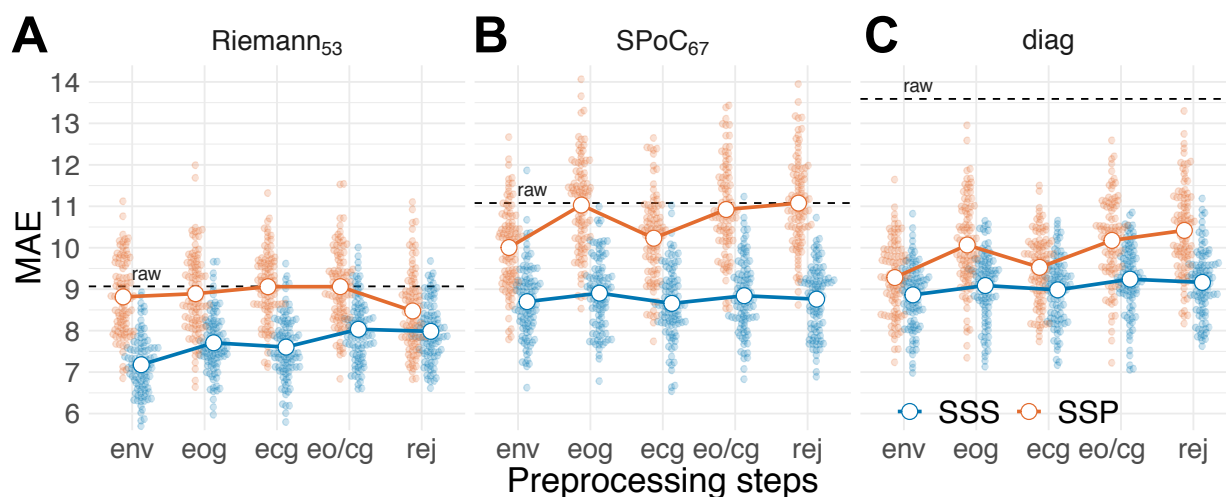 A
Riemann53
B
SPoC67
C
diag
MAE
14
13
12
11
10
9
8
7
6
raw
raw
raw
SSS
SSP
env eog ecg eo/cg rej
env eog ecg eo/cg rej
env eog ecg eo/cg rej
Preprocessing steps